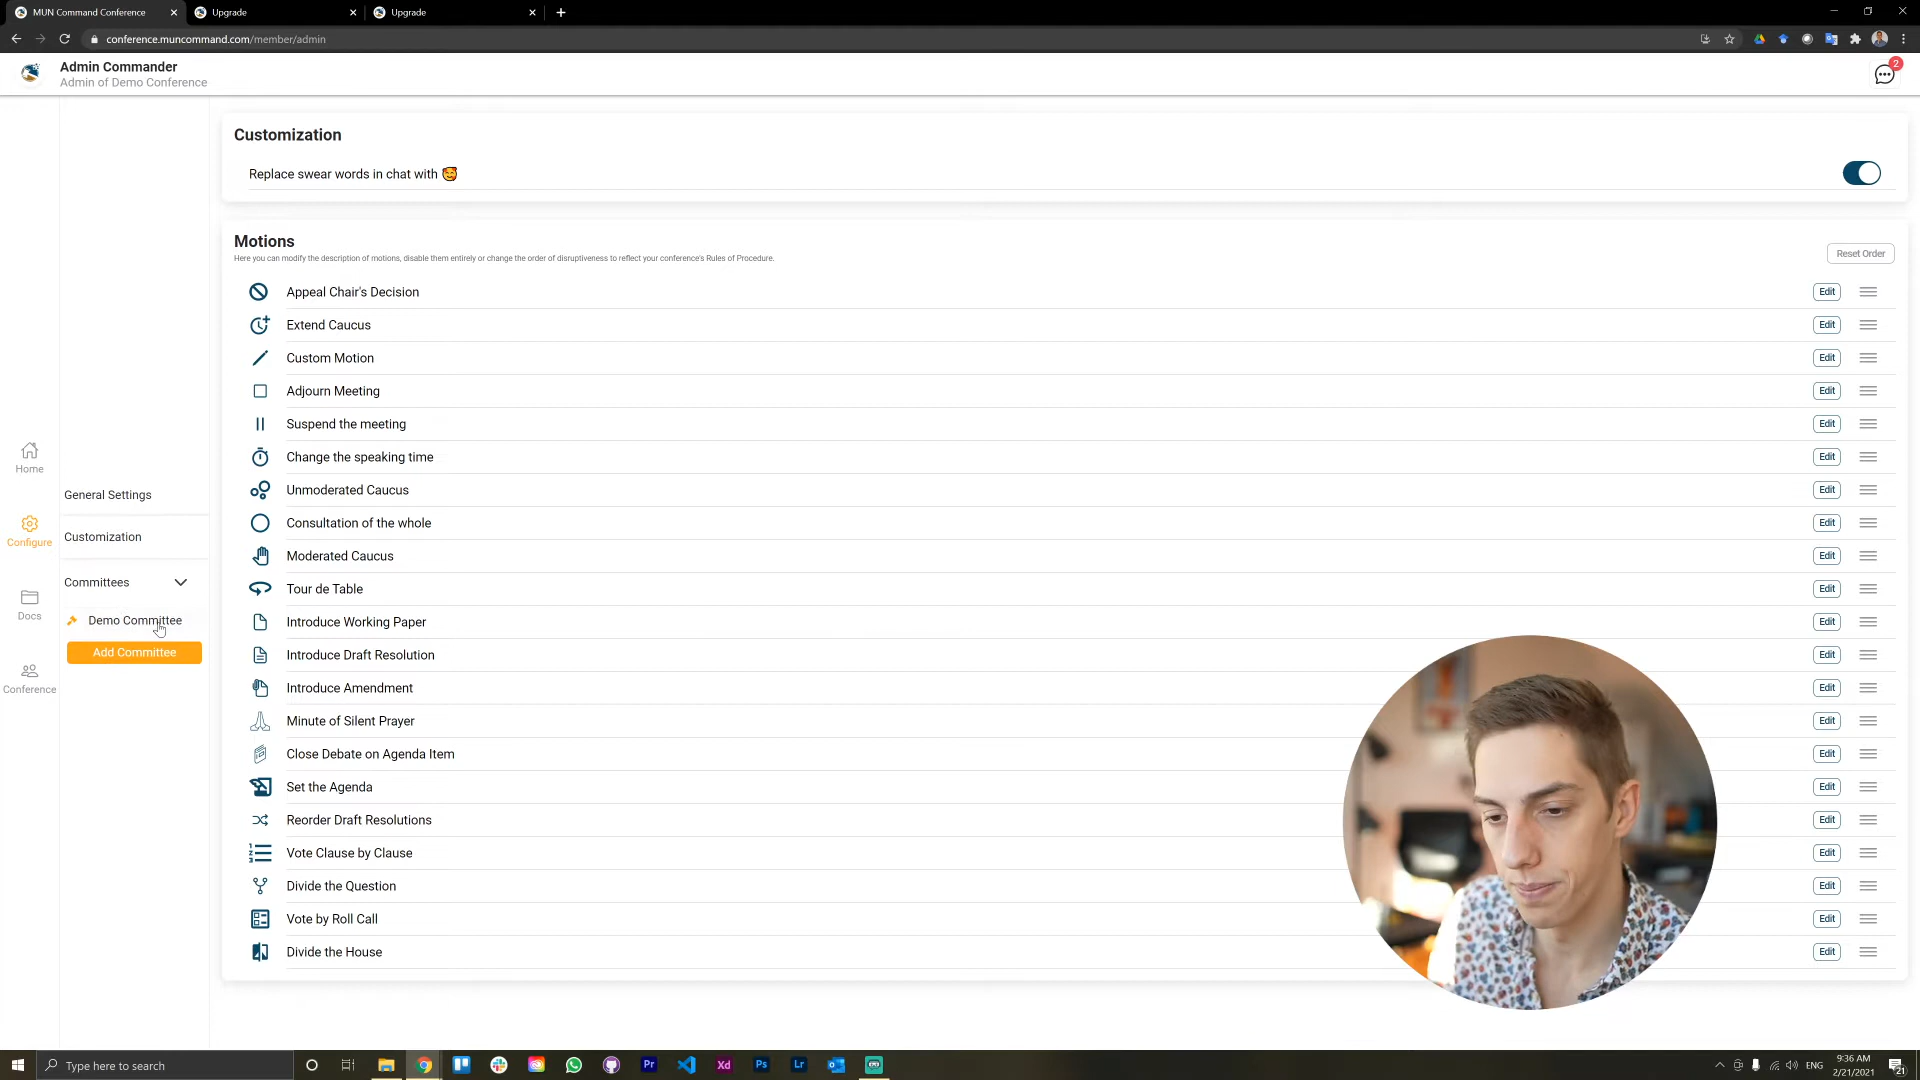 MUN Command Conference
Upgrade
Upgrade
conference.muncommand.com/member/admin
Admin Commander
Admin of Demo Conference
2
Customization
Replace swear words in chat with 🥰
Motions
Here you can modify the description of motions, disable them entirely or change the order of disruptiveness to reflect your conference's Rules of Procedure.
Reset Order
Appeal Chair's Decision
Edit
Extend Caucus
Edit
Custom Motion
Edit
Adjourn Meeting
Edit
Suspend the meeting
Edit
Change the speaking time
Edit
Unmoderated Caucus
Edit
Consultation of the whole
Edit
Moderated Caucus
Edit
Tour de Table
Edit
Introduce Working Paper
Edit
Introduce Draft Resolution
Edit
Introduce Amendment
Edit
Minute of Silent Prayer
Edit
Close Debate on Agenda Item
Edit
Set the Agenda
Edit
Reorder Draft Resolutions
Edit
Vote Clause by Clause
Edit
Divide the Question
Edit
Vote by Roll Call
Edit
Divide the House
Edit
Home
Configure
Docs
Conference
General Settings
Customization
Committees
Demo Committee
Add Committee
Type here to search
Pr
Xd
Ps
Lr
ENG
9:36 AM
2/21/2021
21